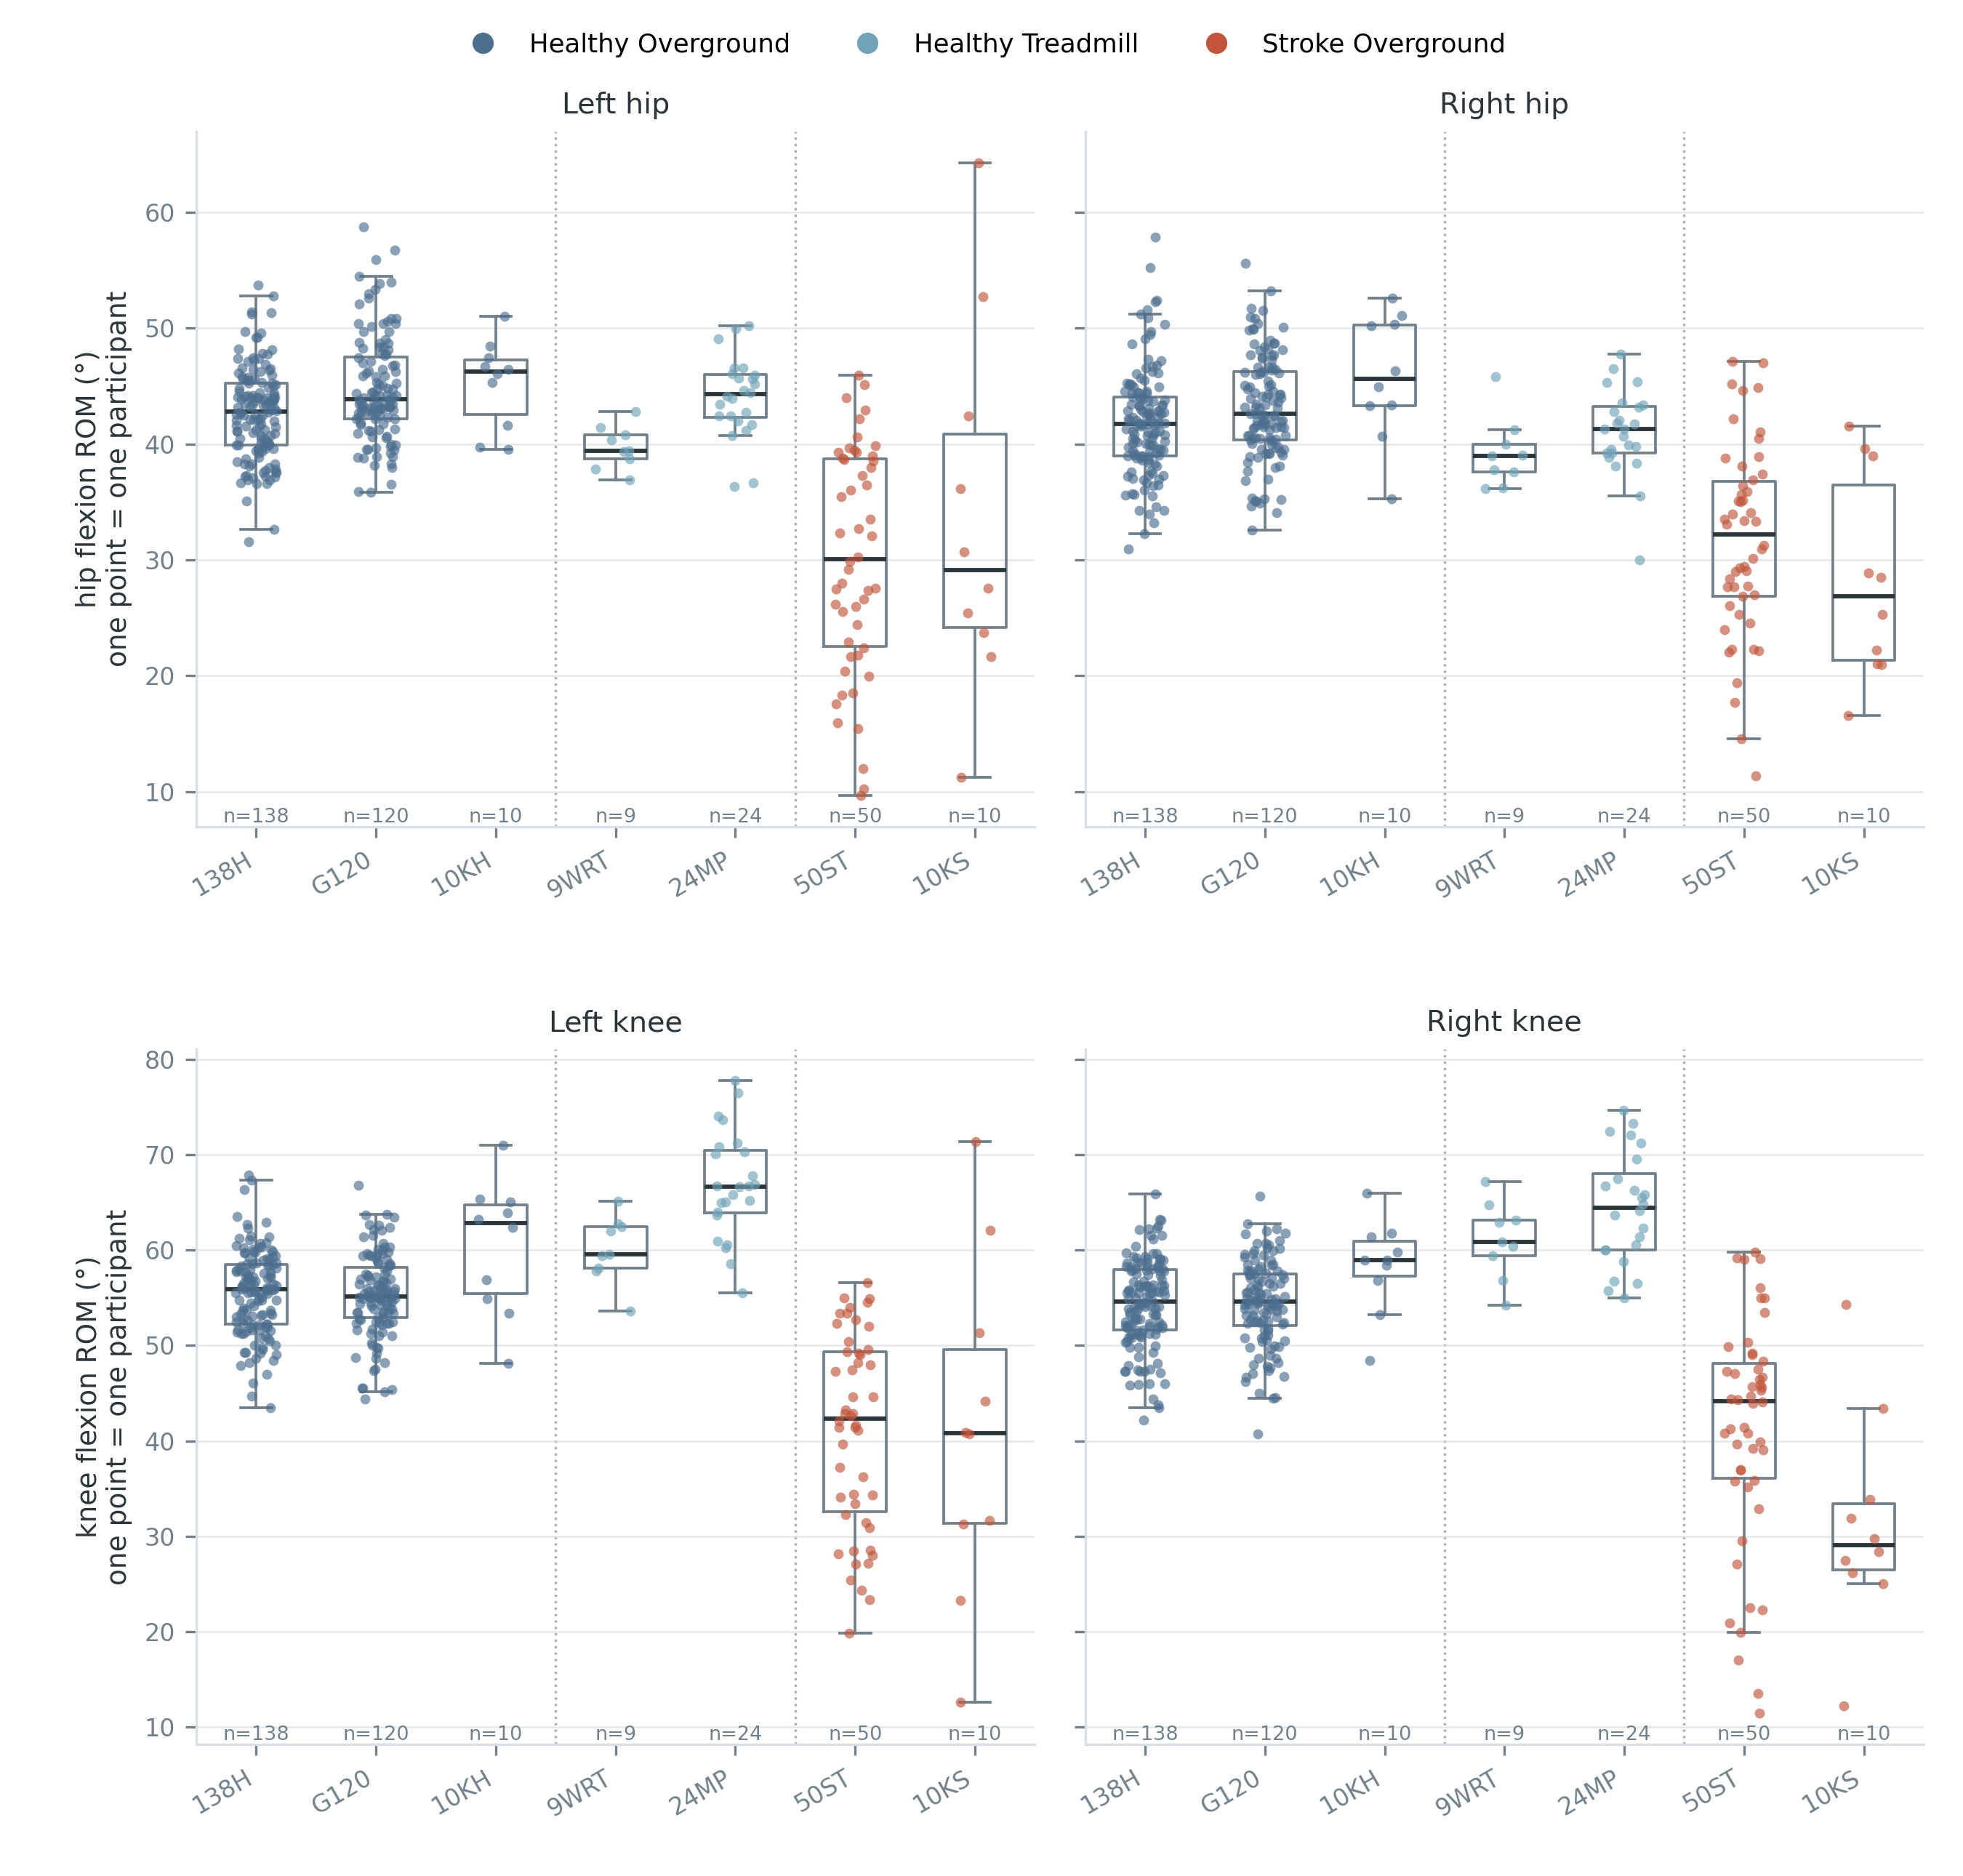 Healthy Overground Healthy Treadmill Stroke Overground
Left hip
hip flexion ROM (°)
one point = one participant
60
50
40
30
20
10
n=138 n=120 n=10 n=9 n=24 n=50 n=10
138H G120 10KH 9WRT 24MP 50ST 10KS
Right hip
n=138 n=120 n=10 n=9 n=24 n=50 n=10
138H G120 10KH 9WRT 24MP 50ST 10KS
Left knee
knee flexion ROM (°)
one point = one participant
80
70
60
50
40
30
20
10
n=138 n=120 n=10 n=9 n=24 n=50 n=10
138H G120 10KH 9WRT 24MP 50ST 10KS
Right knee
n=138 n=120 n=10 n=9 n=24 n=50 n=10
138H G120 10KH 9WRT 24MP 50ST 10KS